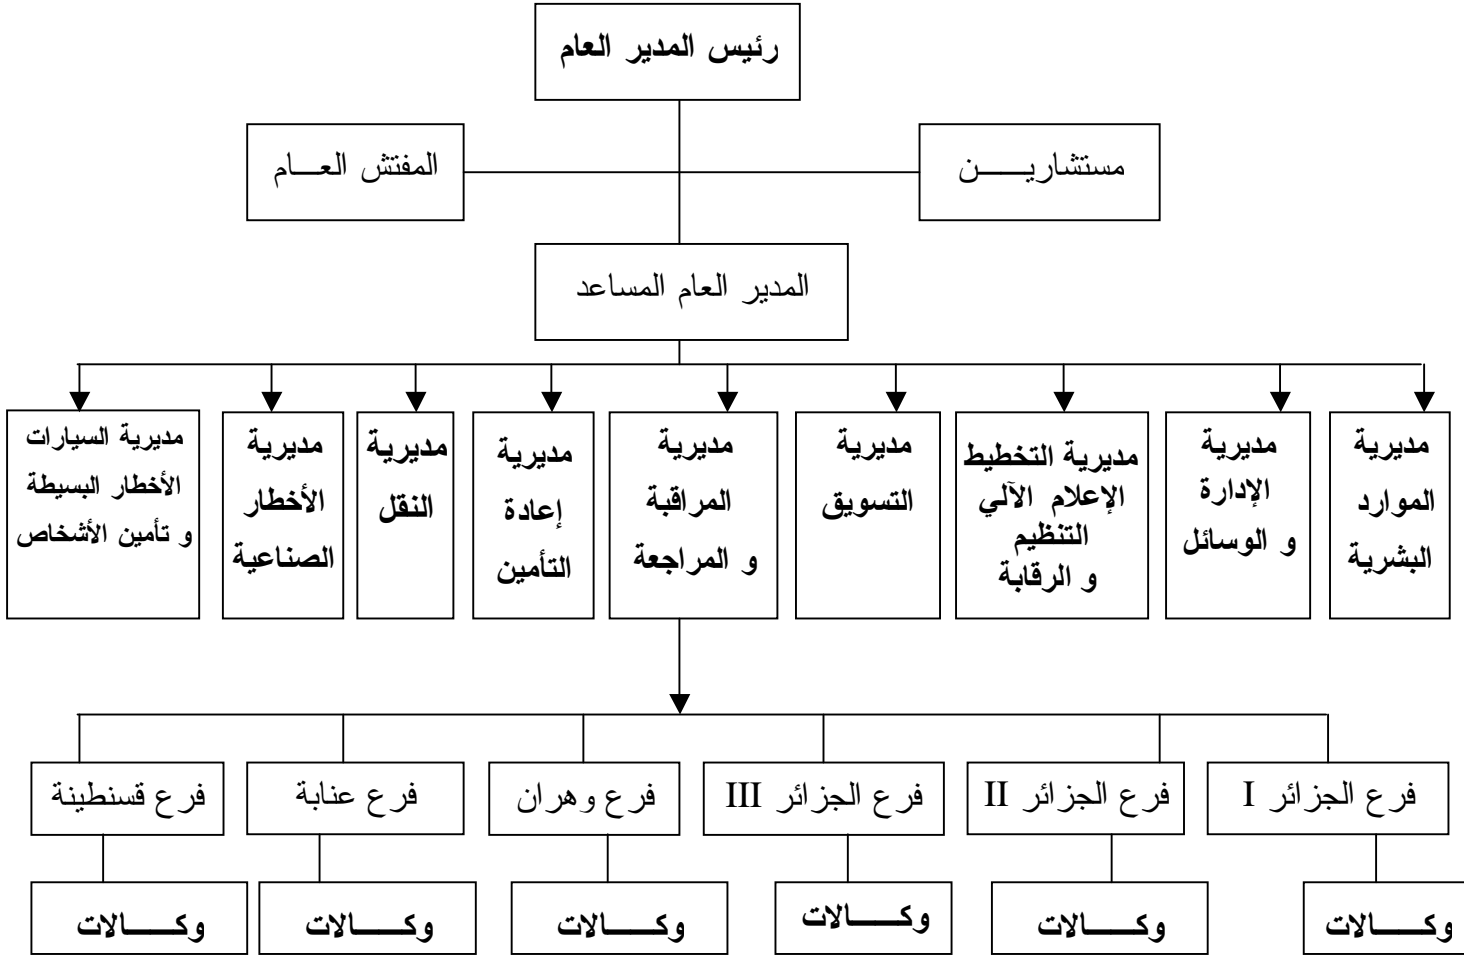 رئيس المدير العام
مستشاريـــــن
المفتش العـــام
المدير العام المساعد
مديرية
الموارد
البشرية
مديرية
الإدارة
و الوسائل
مديرية التخطيط
الإعلام الآلي
التنظيم
و الرقابة
مديرية
التسويق
مديرية
المراقبة
و المراجعة
مديرية
إعادة
التأمين
مديرية
النقل
مديرية
الأخطار
الصناعية
مديرية السيارات
الأخطار البسيطة
و تأمين الأشخاص
فرع الجزائر I
فرع الجزائر II
فرع الجزائر III
فرع وهران
فرع عنابة
فرع قسنطينة
وكـــــالات
وكـــــالات
وكـــــالات
وكـــــالات
وكـــــالات
وكـــــالات